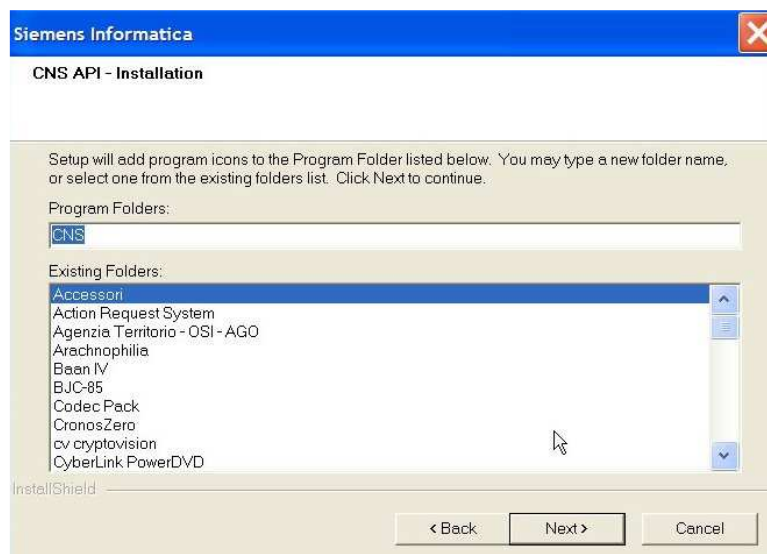 Siemens Informatica
CNS API - Installation
Setup will add program icons to the Program Folder listed below. You may type a new folder name,
or select one from the existing folders list. Click Next to continue.
Program Folders:
CNS
Existing Folders:
Accessori
Action Request System
Agenzia Territorio - OSI - AGO
Arachnophilia
Baan IV
BJC-85
Codec Pack
CronosZero
cv cryptovision
CyberLink PowerDVD
InstallShield
< Back
Next >
Cancel